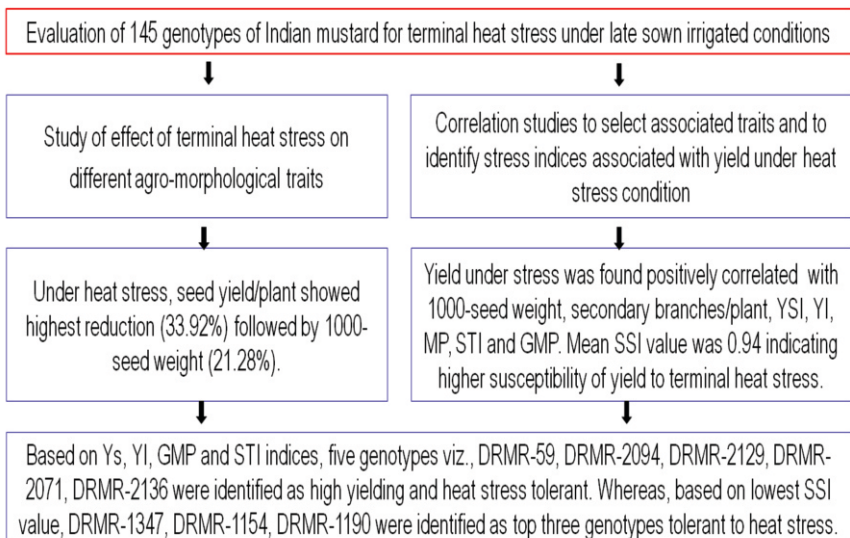 Evaluation of 145 genotypes of Indian mustard for terminal heat stress under late sown irrigated conditions
Study of effect of terminal heat stress on
different agro-morphological traits
Correlation studies to select associated traits and to
identify stress indices associated with yield under heat
stress condition
Under heat stress, seed yield/plant showed
highest reduction (33.92%) followed by 1000-
seed weight (21.28%).
Yield under stress was found positively correlated with
1000-seed weight, secondary branches/plant, YSI, YI,
MP, STI and GMP. Mean SSI value was 0.94 indicating
higher susceptibility of yield to terminal heat stress.
Based on Ys, YI, GMP and STI indices, five genotypes viz., DRMR-59, DRMR-2094, DRMR-2129, DRMR-
2071, DRMR-2136 were identified as high yielding and heat stress tolerant. Whereas, based on lowest SSI
value, DRMR-1347, DRMR-1154, DRMR-1190 were identified as top three genotypes tolerant to heat stress.